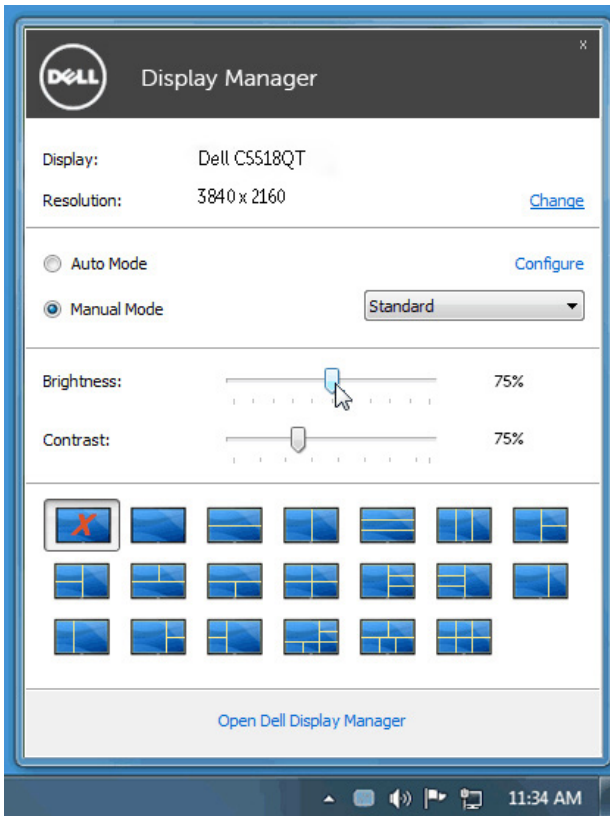 x
DELL
Display Manager
Display: Dell C5518QT
Resolution: 3840 x 2160 Change
Auto Mode Configure
Manual Mode Standard
Brightness: 75%
Contrast: 75%
X
Open Dell Display Manager
11:34 AM